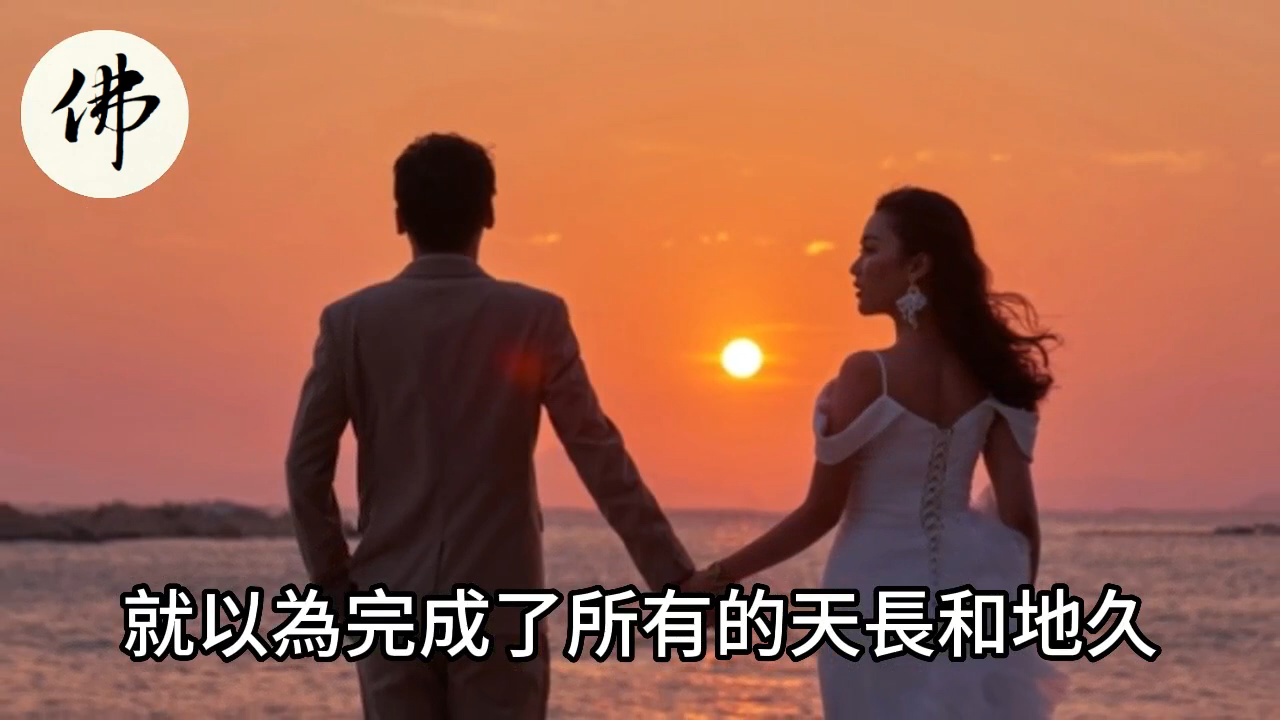 佛
就以為完成了所有的天長和地久